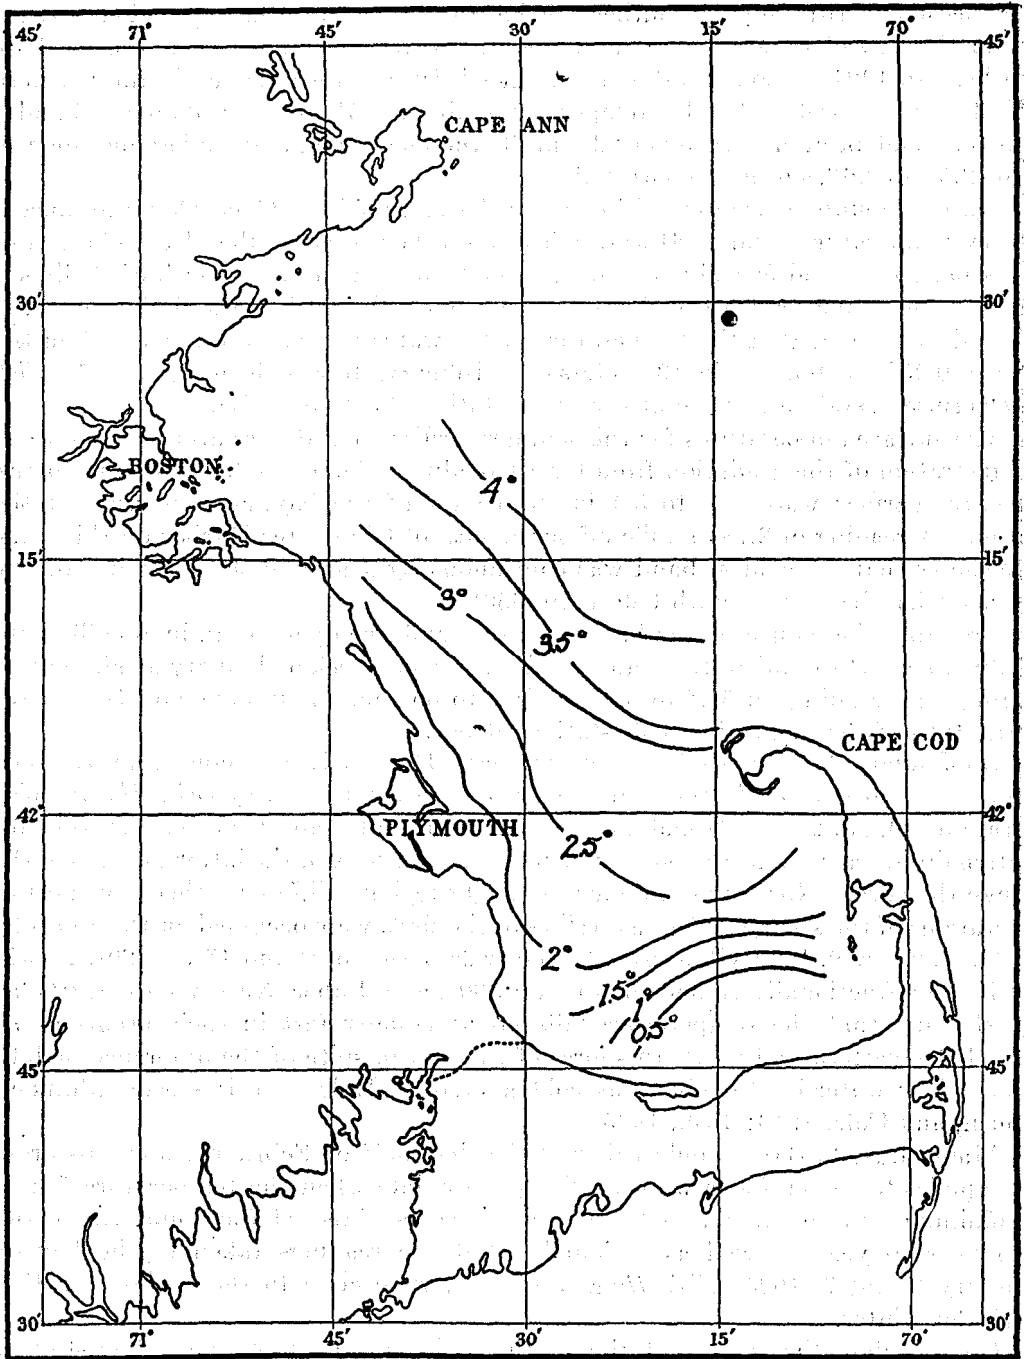 45' 71° 45' 30' 15' 70° 45'
CAPE ANN
30' 30'
BOSTON
4°
15' 15'
3°
3.5°
CAPE COD
42° 42°
PLYMOUTH
2.5°
2°
1.5°
1°
0.5°
45' 45'
30' 30'
71° 45' 30' 15' 70°